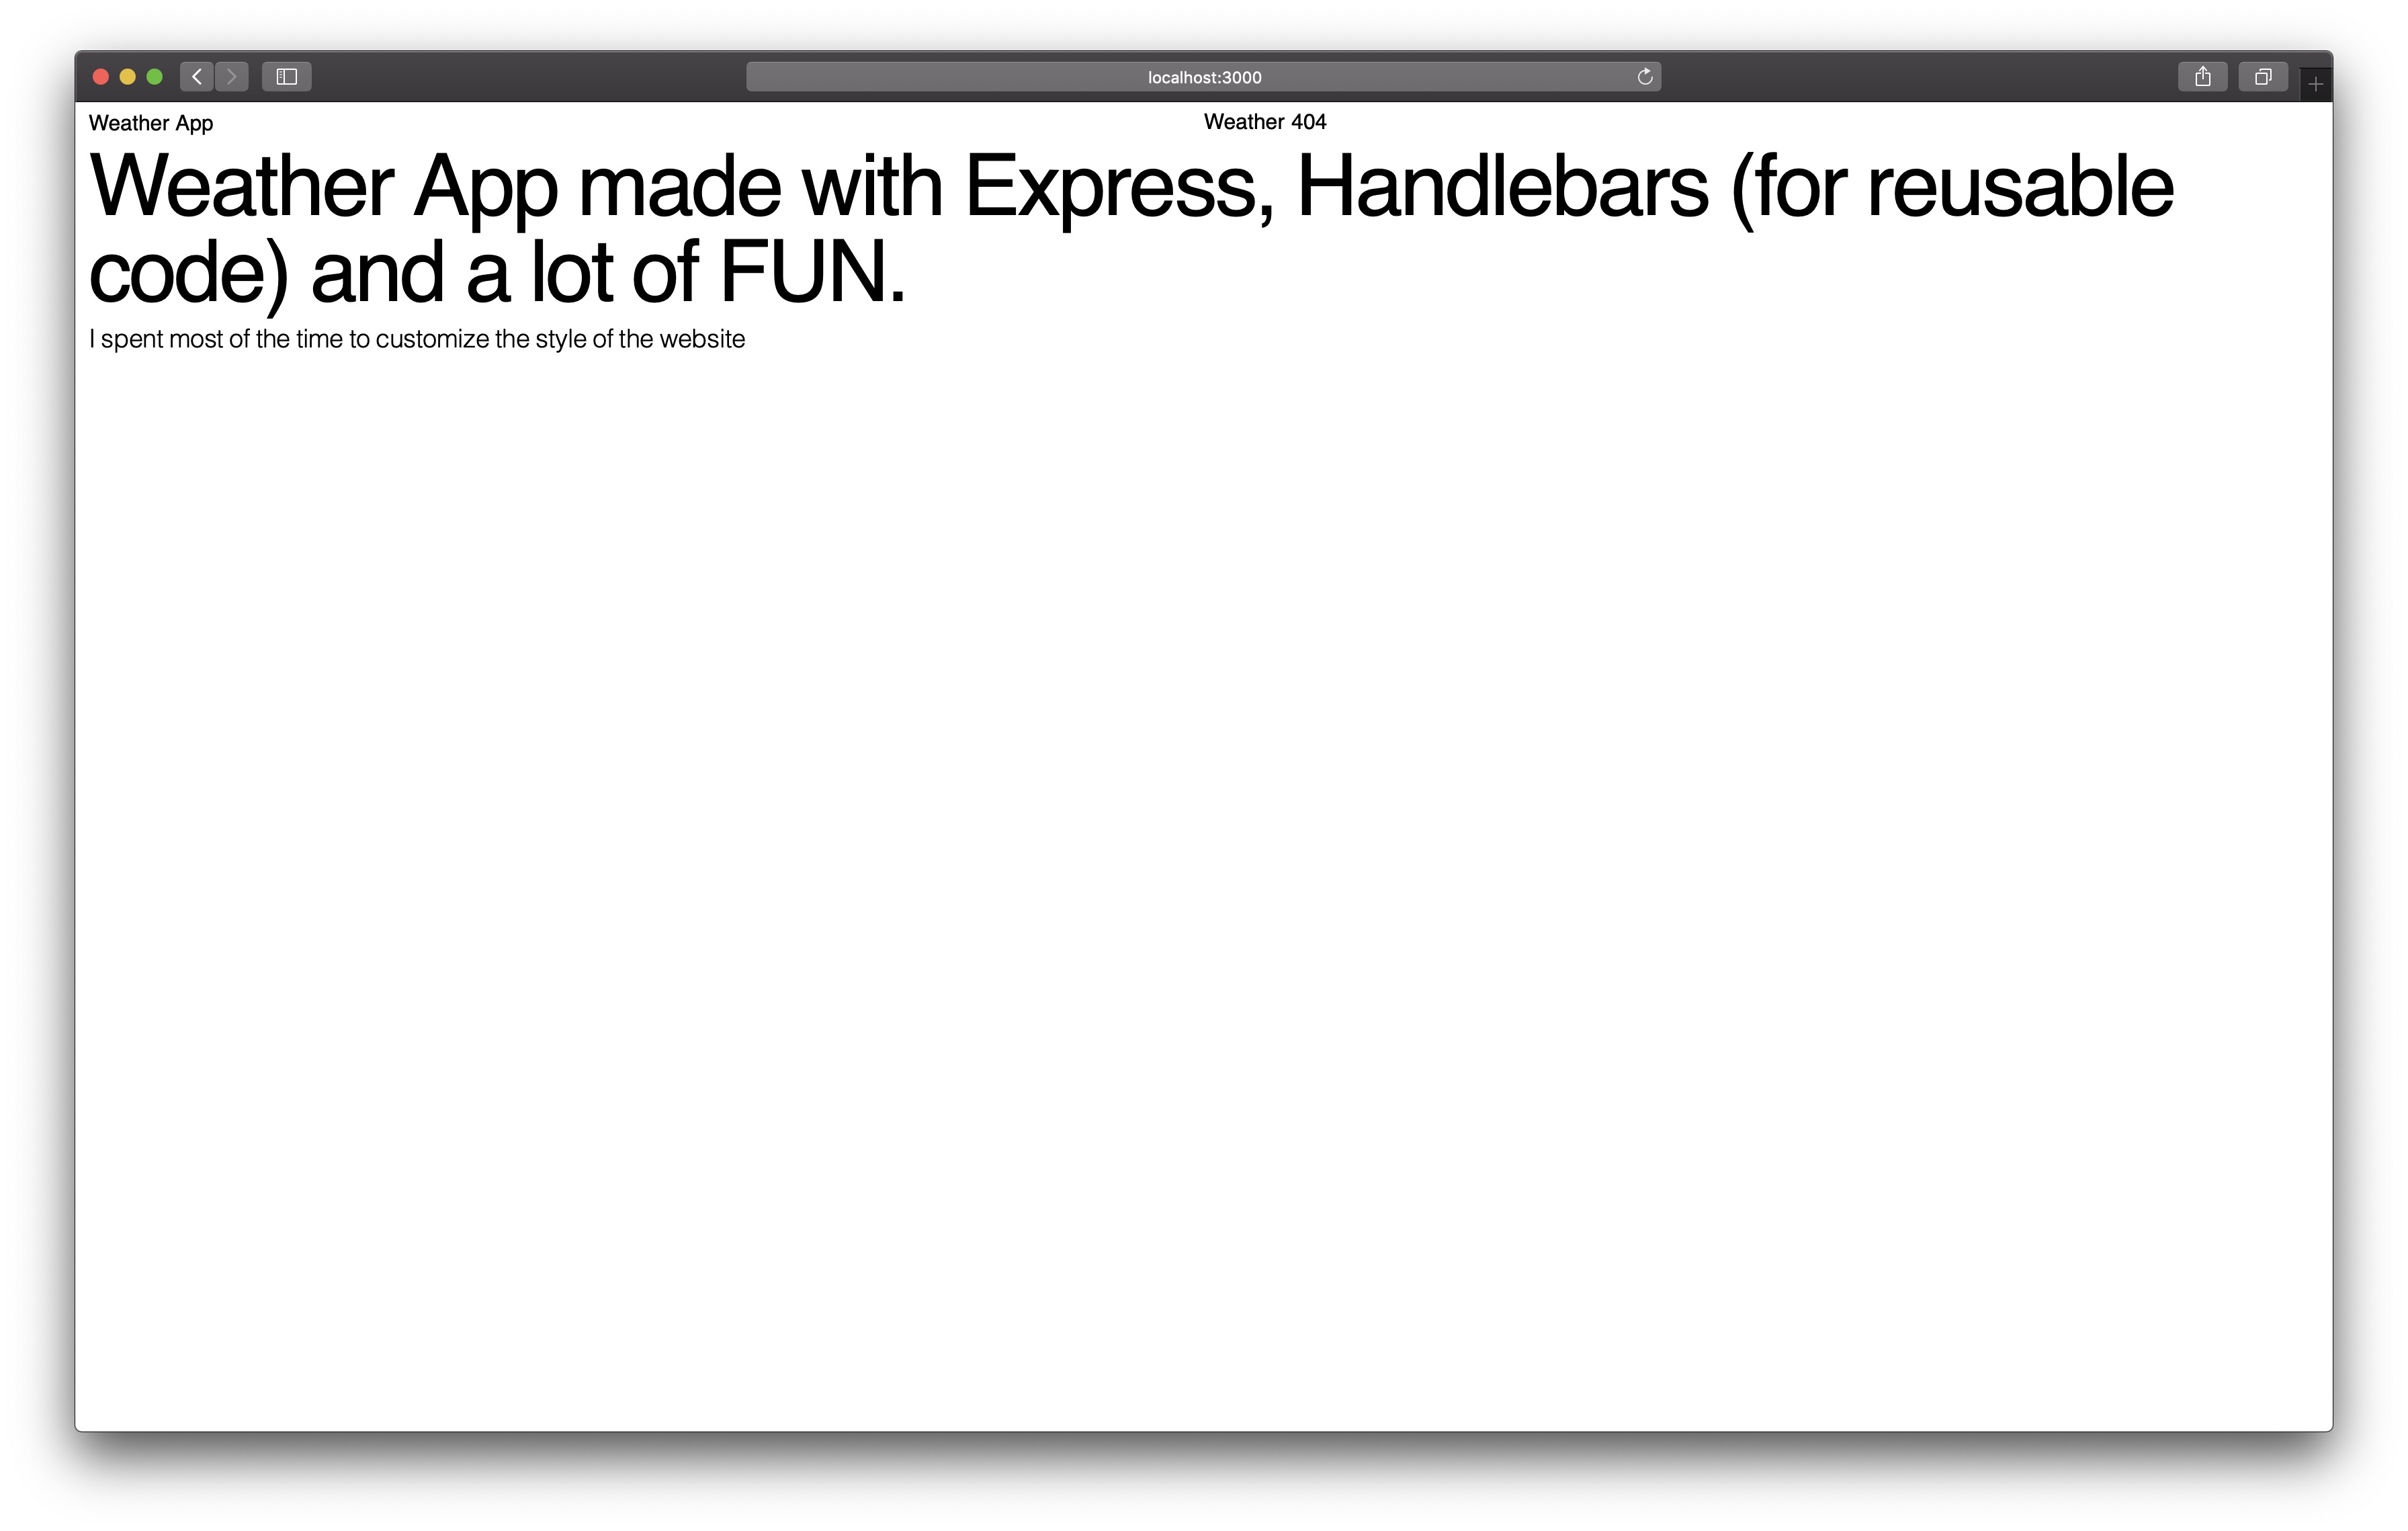 localhost:3000
Weather App
Weather 404
Weather App made with Express, Handlebars (for reusable
code) and a lot of FUN.
I spent most of the time to customize the style of the website